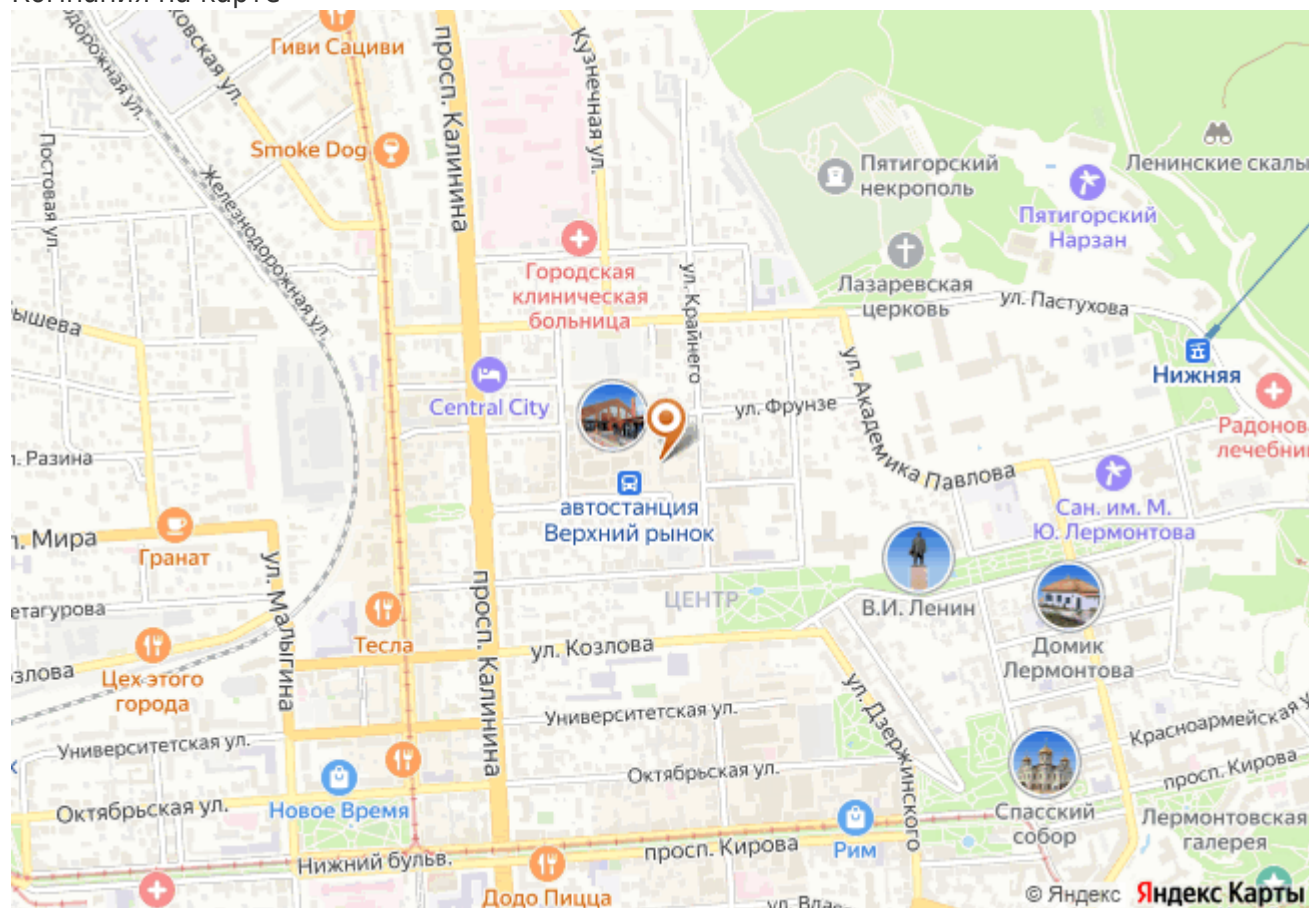 Компания на карте
Гиви Сациви
Smoke Dog
просп. Калинина
Кузнечная ул.
Постовая ул.
Железнодорожная ул.
Пятигорский
некрополь
Ленинские скалы
Пятигорский
Нарзан
Городская
клиническая
больница
ул. Крайнего
Лазаревская
церковь
ул. Пастухова
Нижняя
Central City
ул. Фрунзе
ул. Академика Павлова
Разина
автостанция
Верхний рынок
Сан. им. М.
Ю. Лермонтова
Мира
Гранат
ул. Малыгина
просп. Калинина
ЦЕНТР
В.И. Ленин
Домик
Лермонтова
Тесла
ул. Козлова
Цех этого
города
ул. Дзержинского
Университетская ул.
Университетская ул.
Красноармейская
Октябрьская ул.
Октябрьская ул.
просп. Кирова
Новое Время
Спасский
собор
Лермонтовская
галерея
Нижний бульв.
просп. Кирова
Рим
Додо Пицца
© Яндекс Яндекс Карты